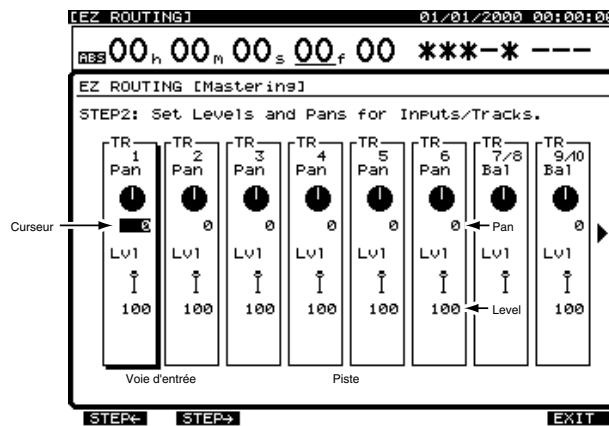 [EZ ROUTING] 01/01/2000 00:00:00
ABS 00h 00m 00s 00f 00 ***-* ---
EZ ROUTING [Mastering]
STEP2: Set Levels and Pans for Inputs/Tracks.
TR TR TR TR TR TR TR TR
1 2 3 4 5 6 7/8 9/10
Pan Pan Pan Pan Pan Pan Bal Bal
Curseur 0 0 0 0 0 0 Pan 0 0
Lvl Lvl Lvl Lvl Lvl Lvl Lvl Lvl
100 100 100 100 100 100 Level 100 100
Voie d'entrée Piste
STEP← STEP→ EXIT